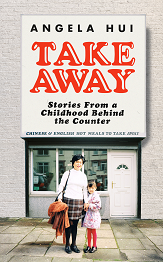 ANGELA HUI
TAKE
AWAY
Stories From a
Childhood Behind
the Counter
CHINESE & ENGLISH HOT MEALS TO TAKE AWAY